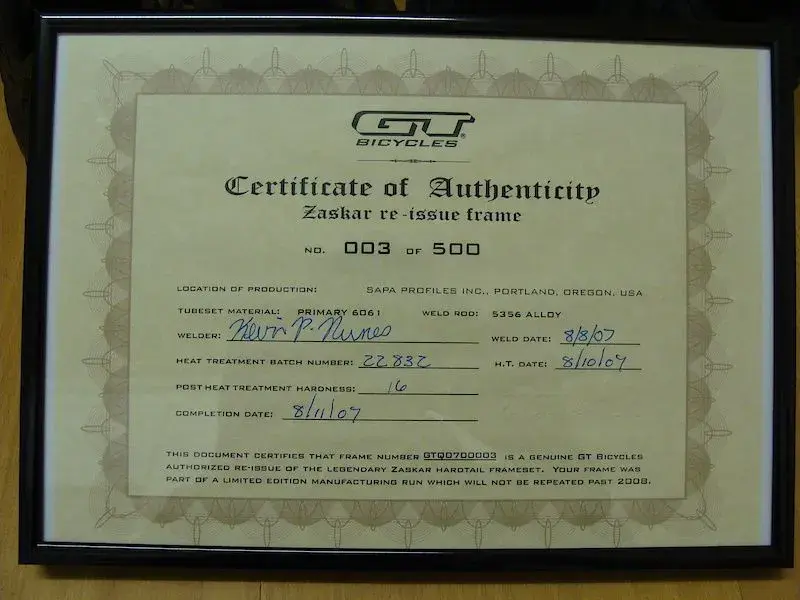 GT®
BICYCLES
Certificate of Authenticity
Zaskar re-issue frame
NO. 003 OF 500
LOCATION OF PRODUCTION: SAPA PROFILES INC., PORTLAND, OREGON, USA
TUBESET MATERIAL: PRIMARY 6061 WELD ROD: 5356 ALLOY
WELDER: Kevin P. Nunes WELD DATE: 8/8/07
HEAT TREATMENT BATCH NUMBER: 22832 H.T. DATE: 8/10/07
POST HEAT TREATMENT HARDNESS: 16
COMPLETION DATE: 8/11/07
THIS DOCUMENT CERTIFIES THAT FRAME NUMBER GTQ0700003 IS A GENUINE GT BICYCLES
AUTHORIZED RE-ISSUE OF THE LEGENDARY ZASKAR HARDTAIL FRAMESET. YOUR FRAME WAS
PART OF A LIMITED EDITION MANUFACTURING RUN WHICH WILL NOT BE REPEATED PAST 2008.